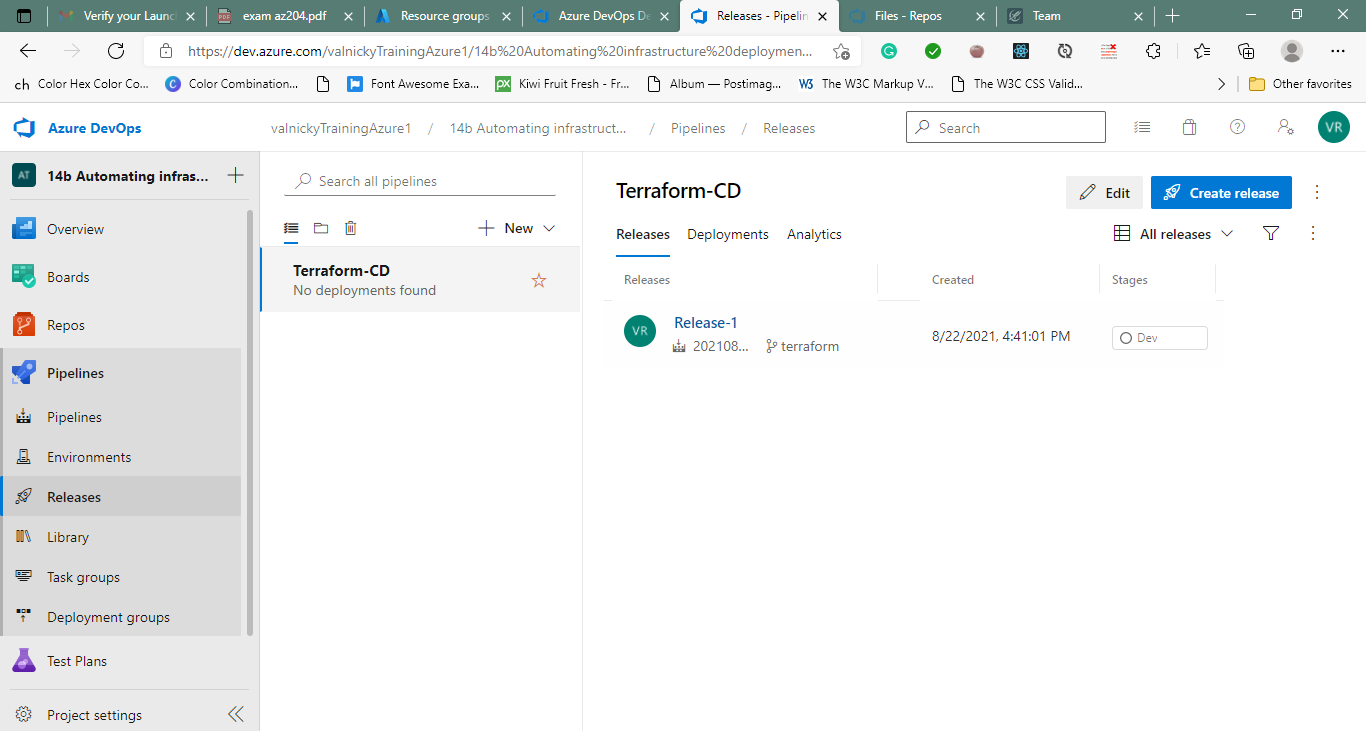 Verify your Launc
exam az204.pdf
Resource groups
Azure DevOps De
Releases - Pipelin
Files - Repos
Team
https://dev.azure.com/valnickyTrainingAzure1/14b%20Automating%20infrastructure%20deploymen...
ch Color Hex Color Co...
Color Combination...
Font Awesome Exa...
px Kiwi Fruit Fresh - Fr...
Album — Postimag...
W3 The W3C Markup V...
The W3C CSS Valid...
Other favorites
Azure DevOps
valnickyTrainingAzure1 / 14b Automating infrastruct... / Pipelines / Releases
Search
VR
AT 14b Automating infras...
Overview
Boards
Repos
Pipelines
Pipelines
Environments
Releases
Library
Task groups
Deployment groups
Test Plans
Project settings
Search all pipelines
New
Terraform-CD
No deployments found
Terraform-CD
Edit
Create release
Releases Deployments Analytics
All releases
Releases Created Stages
VR
Release-1
202108... terraform
8/22/2021, 4:41:01 PM
Dev